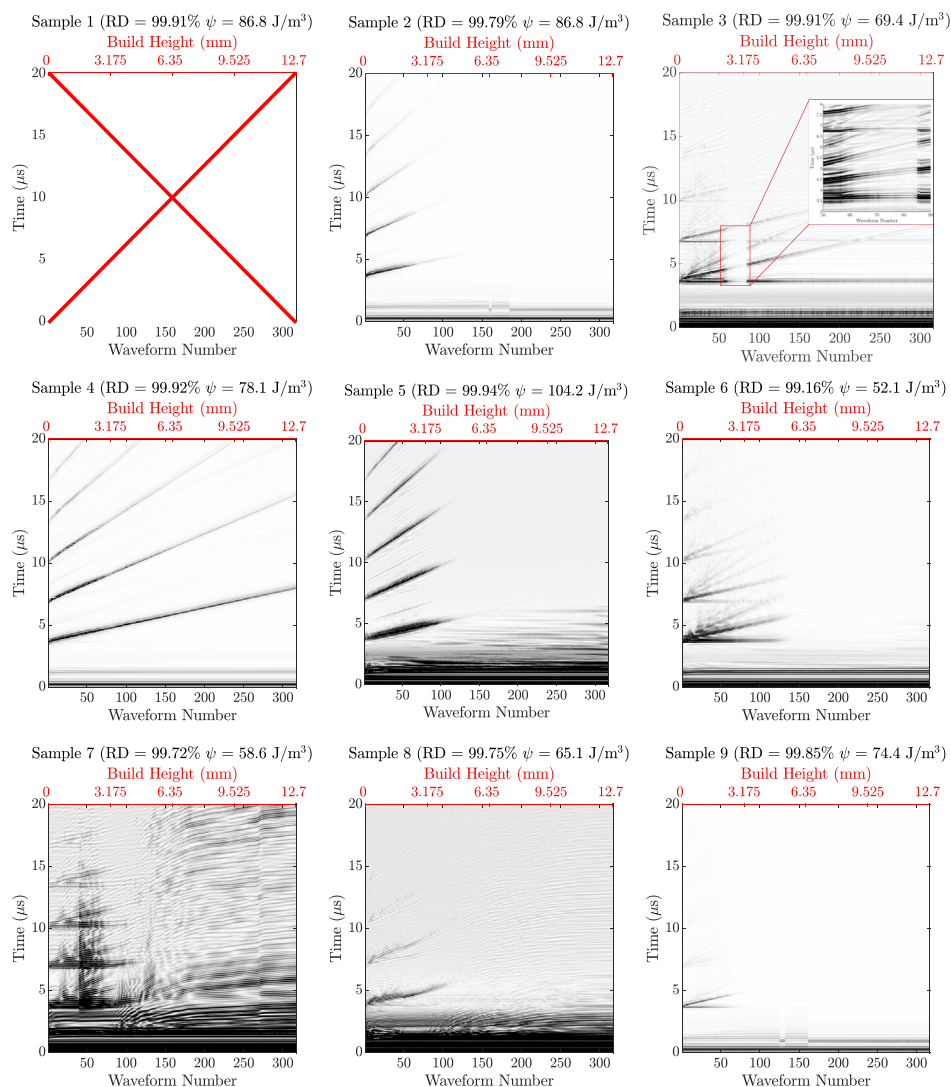 Sample 1 (RD = 99.91% ψ = 86.8 J/m³)
Build Height (mm)
0 3.175 6.35 9.525 12.7
20
15
10
5
0
Time (μs)
50 100 150 200 250 300
Waveform Number
Sample 2 (RD = 99.79% ψ = 86.8 J/m³)
Build Height (mm)
0 3.175 6.35 9.525 12.7
20
15
10
5
0
Time (μs)
50 100 150 200 250 300
Waveform Number
Sample 3 (RD = 99.91% ψ = 69.4 J/m³)
Build Height (mm)
0 3.175 6.35 9.525 12.7
20
15
10
5
0
Time (μs)
Time (μs)
50 60 70 80 90
Waveform Number
50 100 150 200 250 300
Waveform Number
Sample 4 (RD = 99.92% ψ = 78.1 J/m³)
Build Height (mm)
0 3.175 6.35 9.525 12.7
20
15
10
5
0
Time (μs)
50 100 150 200 250 300
Waveform Number
Sample 5 (RD = 99.94% ψ = 104.2 J/m³)
Build Height (mm)
0 3.175 6.35 9.525 12.7
20
15
10
5
0
Time (μs)
50 100 150 200 250 300
Waveform Number
Sample 6 (RD = 99.16% ψ = 52.1 J/m³)
Build Height (mm)
0 3.175 6.35 9.525 12.7
20
15
10
5
0
Time (μs)
50 100 150 200 250 300
Waveform Number
Sample 7 (RD = 99.72% ψ = 58.6 J/m³)
Build Height (mm)
0 3.175 6.35 9.525 12.7
20
15
10
5
0
Time (μs)
50 100 150 200 250 300
Waveform Number
Sample 8 (RD = 99.75% ψ = 65.1 J/m³)
Build Height (mm)
0 3.175 6.35 9.525 12.7
20
15
10
5
0
Time (μs)
50 100 150 200 250 300
Waveform Number
Sample 9 (RD = 99.85% ψ = 74.4 J/m³)
Build Height (mm)
0 3.175 6.35 9.525 12.7
20
15
10
5
0
Time (μs)
50 100 150 200 250 300
Waveform Number